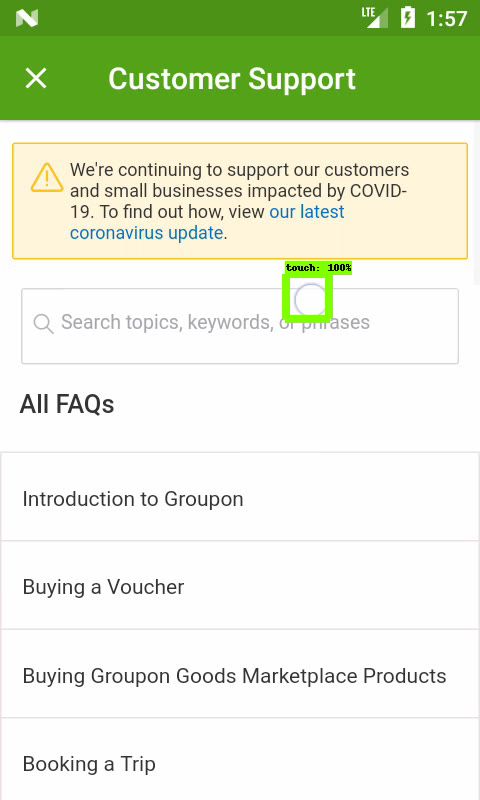 LTE 1:57
Customer Support
We're continuing to support our customers
and small businesses impacted by COVID-
19. To find out how, view our latest
coronavirus update.
touch: 100%
Search topics, keywords, or phrases
All FAQs
Introduction to Groupon
Buying a Voucher
Buying Groupon Goods Marketplace Products
Booking a Trip